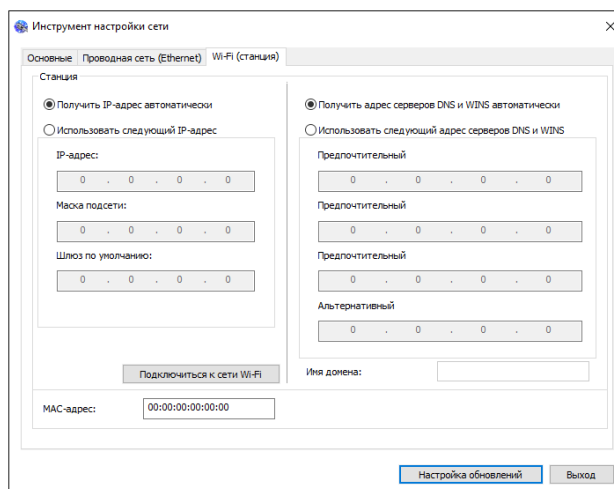 Инструмент настройки сети
Основные
Проводная сеть (Ethernet)
Wi-Fi (станция)
Станция
Получить IP-адрес автоматически
Использовать следующий IP-адрес
IP-адрес:
0 . 0 . 0 . 0
Маска подсети:
0 . 0 . 0 . 0
Шлюз по умолчанию:
0 . 0 . 0 . 0
Подключиться к сети Wi-Fi
Получить адрес серверов DNS и WINS автоматически
Использовать следующий адрес серверов DNS и WINS
Предпочтительный
0 . 0 . 0 . 0
Предпочтительный
0 . 0 . 0 . 0
Предпочтительный
0 . 0 . 0 . 0
Альтернативный
0 . 0 . 0 . 0
Имя домена:
MAC-адрес:
00:00:00:00:00:00
Настройка обновлений
Выход